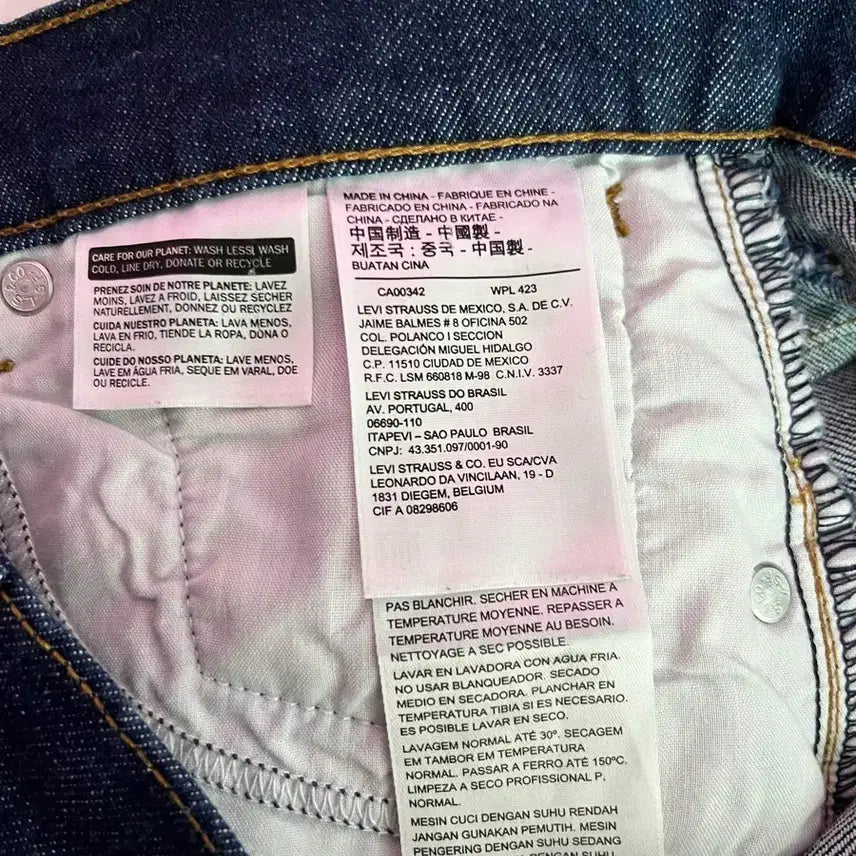 CARE FOR OUR PLANET: WASH LESS, WASH
COLD, LINE DRY, DONATE OR RECYCLE
PRENEZ SOIN DE NOTRE PLANETE: LAVEZ
MOINS, LAVEZ A FROID, LAISSEZ SECHER
NATURELLEMENT, DONNEZ OU RECYCLEZ
CUIDA NUESTRO PLANETA: LAVA MENOS,
LAVA EN FRIO, TIENDE LA ROPA, DONA O
RECICLA.
CUIDE DO NOSSO PLANETA: LAVE MENOS,
LAVE EM ÁGUA FRIA, SEQUE EM VARAL, DOE
OU RECICLE.
MADE IN CHINA - FABRIQUE EN CHINE -
FABRICADO EN CHINA - FABRICADO NA
CHINA - СДЕЛАНО В КИТАЕ -
中国制造 - 中國製 -
제조국 : 중국 - 中国製 -
BUATAN CINA
CA00342 WPL 423
LEVI STRAUSS DE MEXICO, S.A. DE C.V.
JAIME BALMES # 8 OFICINA 502
COL. POLANCO I SECCION
DELEGACIÓN MIGUEL HIDALGO
C.P. 11510 CIUDAD DE MEXICO
R.F.C. LSM 660818 M-98 C.N.I.V. 3337
LEVI STRAUSS DO BRASIL
AV. PORTUGAL, 400
06690-110
ITAPEVI – SAO PAULO BRASIL
CNPJ: 43.351.097/0001-90
LEVI STRAUSS & CO. EU SCA/CVA
LEONARDO DA VINCILAAN, 19 - D
1831 DIEGEM, BELGIUM
CIF A 08298606
PAS BLANCHIR. SECHER EN MACHINE A
TEMPERATURE MOYENNE. REPASSER A
TEMPERATURE MOYENNE AU BESOIN.
NETTOYAGE A SEC POSSIBLE.
LAVAR EN LAVADORA CON AGUA FRIA.
NO USAR BLANQUEADOR. SECADO
MEDIO EN SECADORA. PLANCHAR EN
TEMPERATURA TIBIA SI ES NECESARIO.
ES POSIBLE LAVAR EN SECO.
LAVAGEM NORMAL ATÉ 30º. SECAGEM
EM TAMBOR EM TEMPERATURA
NORMAL. PASSAR A FERRO ATÉ 150ºC.
LIMPEZA A SECO PROFISSIONAL P,
NORMAL.
MESIN CUCI DENGAN SUHU RENDAH
JANGAN GUNAKAN PEMUTIH. MESIN
PENGERING DENGAN SUHU SEDANG